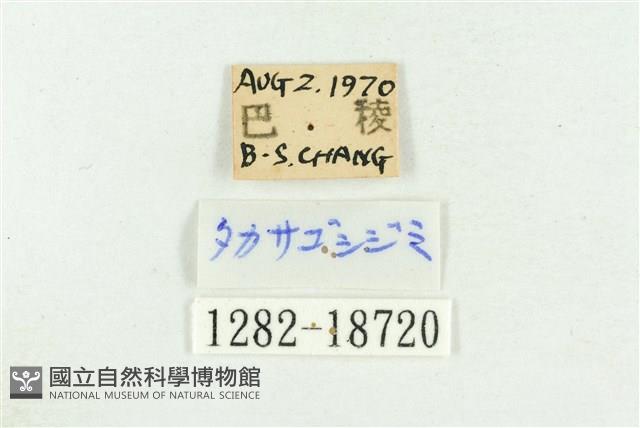 AUG 2. 1970
巴 稜
B-S. CHANG
タカサゴシジミ
1282-18720
國立自然科學博物館
NATIONAL MUSEUM OF NATURAL SCIENCE